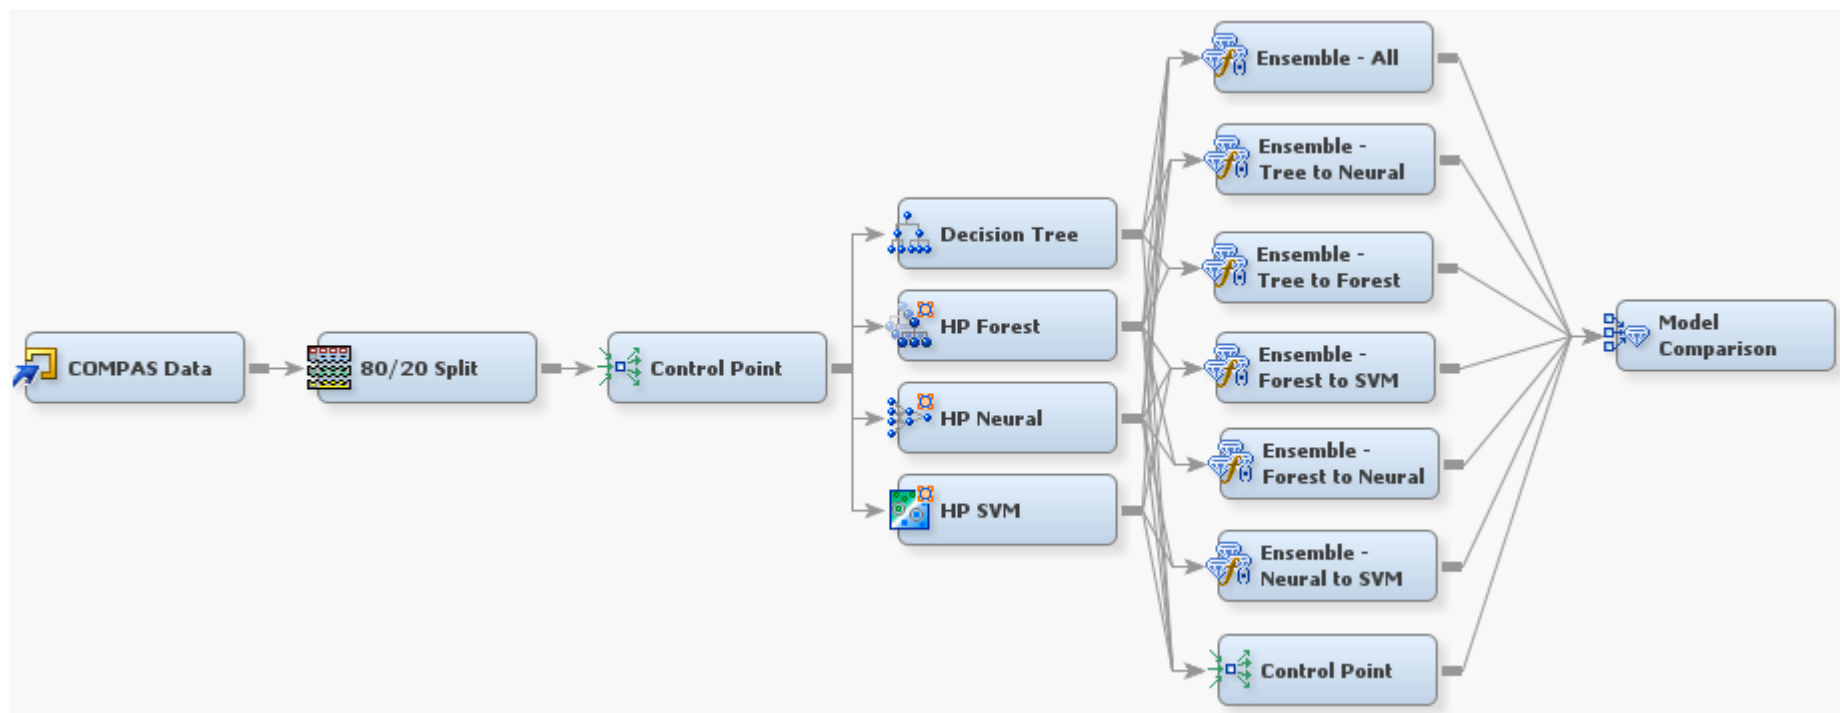 COMPAS Data
80/20 Split
Control Point
Decision Tree
HP Forest
HP Neural
HP SVM
Ensemble - All
Ensemble -
Tree to Neural
Ensemble -
Tree to Forest
Ensemble -
Forest to SVM
Ensemble -
Forest to Neural
Ensemble -
Neural to SVM
Control Point
Model
Comparison